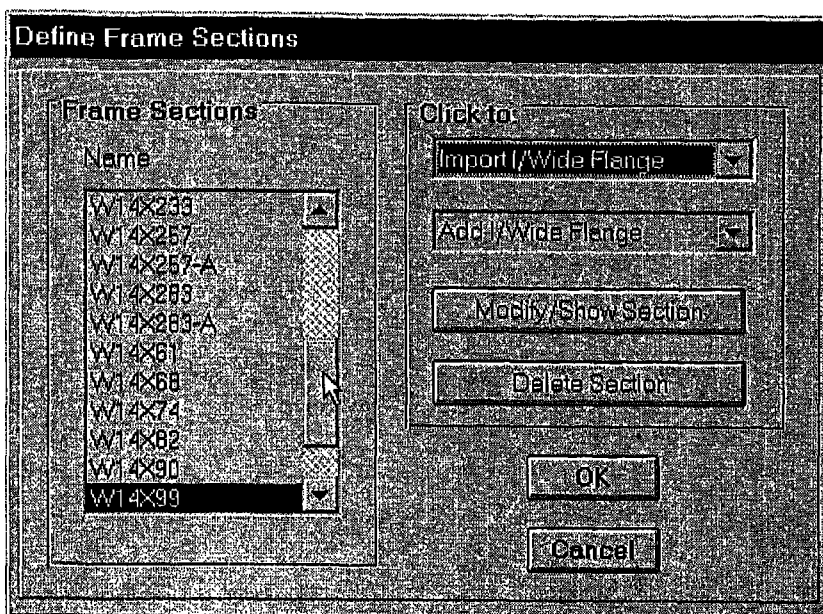 Define Frame Sections
Frame Sections
Name
W14X233
W14X257
W14X257-A
W14X283
W14X283-A
W14X61
W14X68
W14X74
W14X82
W14X90
W14X99
Click to:
Import I/Wide Flange
Add I/Wide Flange
Modify/Show Section
Delete Section
OK
Cancel